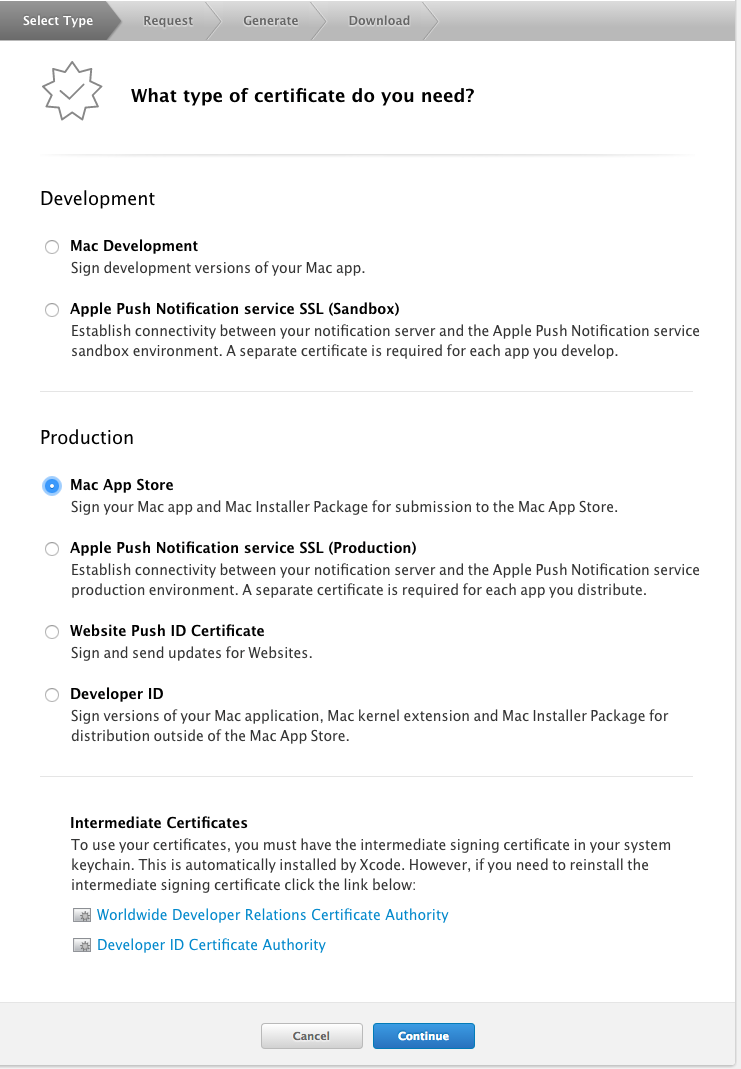 Select Type
Request
Generate
Download
What type of certificate do you need?
Development
Mac Development
Sign development versions of your Mac app.
Apple Push Notification service SSL (Sandbox)
Establish connectivity between your notification server and the Apple Push Notification service
sandbox environment. A separate certificate is required for each app you develop.
Production
Mac App Store
Sign your Mac app and Mac Installer Package for submission to the Mac App Store.
Apple Push Notification service SSL (Production)
Establish connectivity between your notification server and the Apple Push Notification service
production environment. A separate certificate is required for each app you distribute.
Website Push ID Certificate
Sign and send updates for Websites.
Developer ID
Sign versions of your Mac application, Mac kernel extension and Mac Installer Package for
distribution outside of the Mac App Store.
Intermediate Certificates
To use your certificates, you must have the intermediate signing certificate in your system
keychain. This is automatically installed by Xcode. However, if you need to reinstall the
intermediate signing certificate click the link below:
Worldwide Developer Relations Certificate Authority
Developer ID Certificate Authority
Cancel
Continue